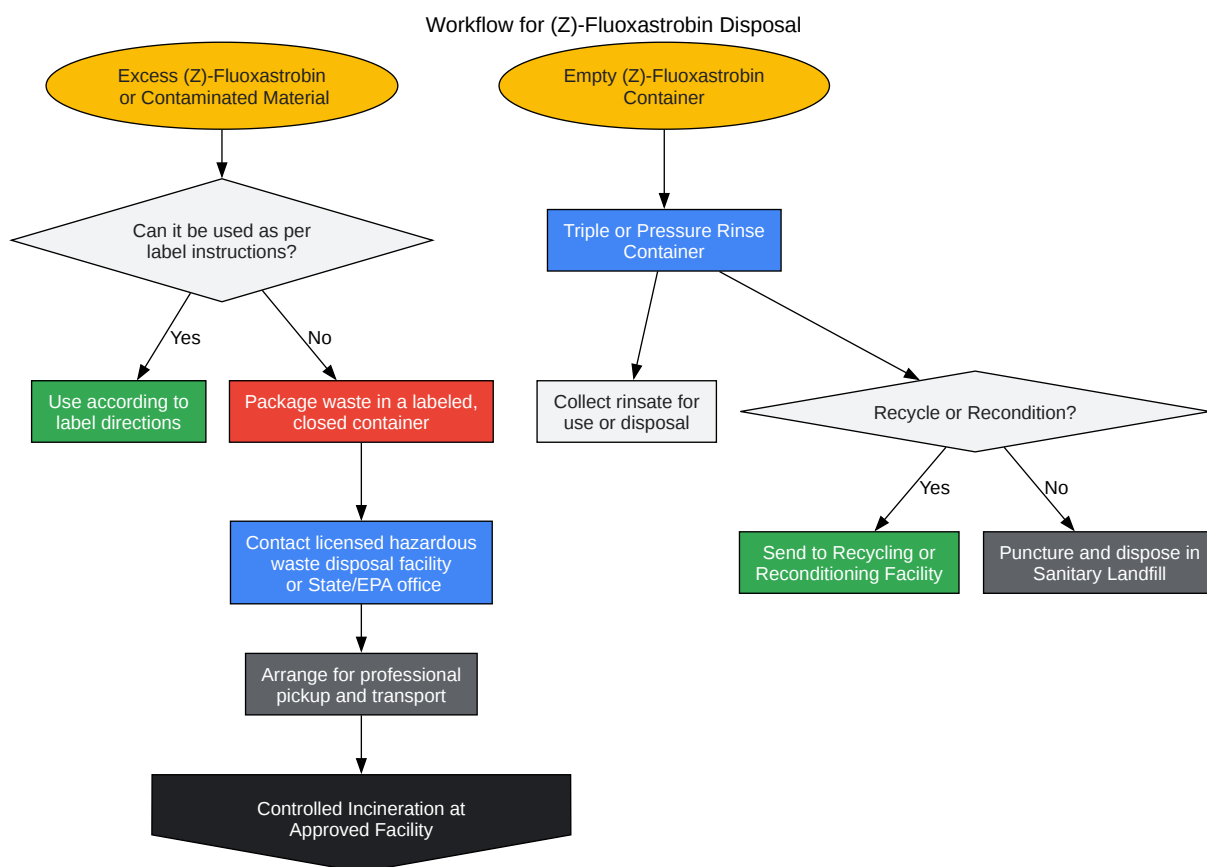 Workflow for (Z)-Fluoxastrobin Disposal
Excess (Z)-Fluoxastrobin
or Contaminated Material
Empty (Z)-Fluoxastrobin
Container
Can it be used as per
label instructions?
Triple or Pressure Rinse
Container
Yes
No
Use according to
label directions
Package waste in a labeled,
closed container
Collect rinsate for
use or disposal
Recycle or Recondition?
Yes
No
Contact licensed hazardous
waste disposal facility
or State/EPA office
Send to Recycling or
Reconditioning Facility
Puncture and dispose in
Sanitary Landfill
Arrange for professional
pickup and transport
Controlled Incineration at
Approved Facility